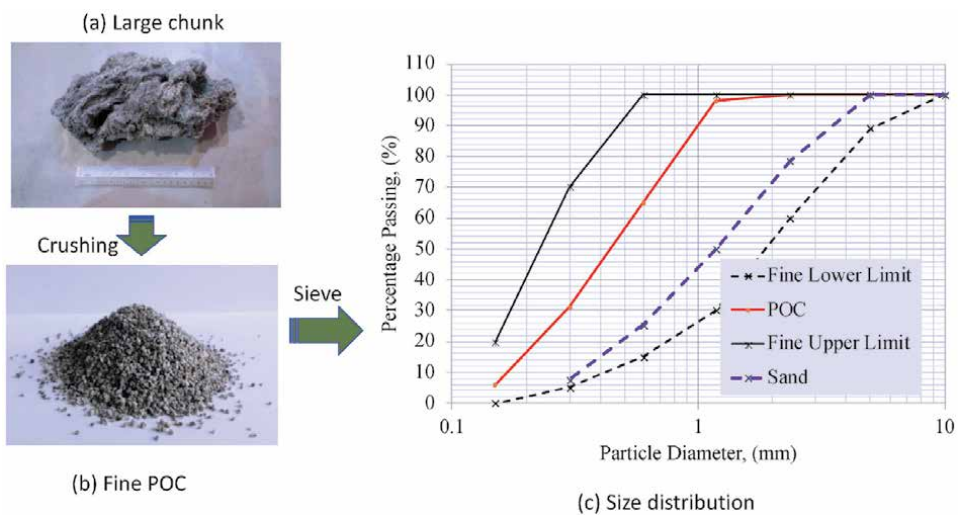 (a) Large chunk
Crushing
(b) Fine POC
Sieve
Percentage Passing, (%)
110
100
90
80
70
60
50
40
30
20
10
0
0.1
1
10
Particle Diameter, (mm)
Fine Lower Limit
POC
Fine Upper Limit
Sand
(c) Size distribution